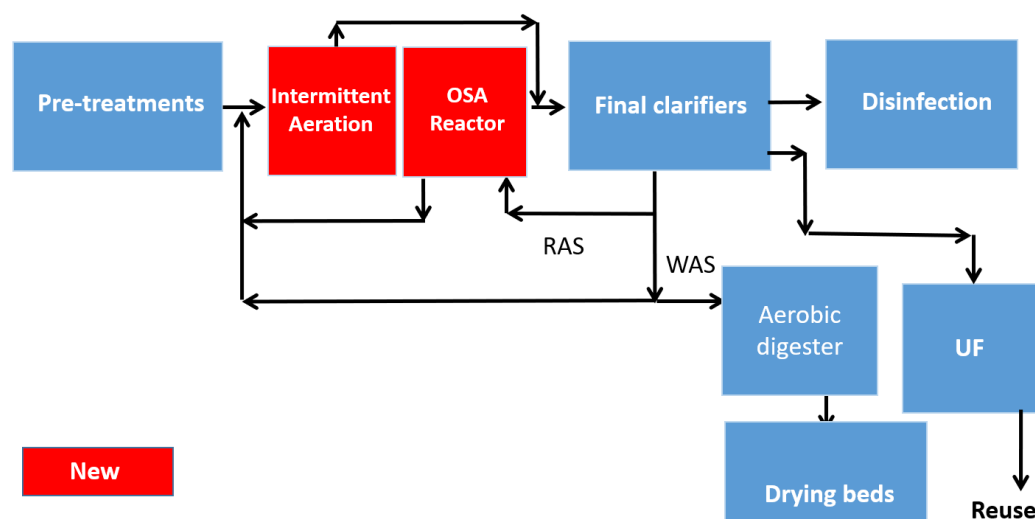 Pre-treatments
Intermittent
Aeration
OSA
Reactor
Final clarifiers
Disinfection
RAS
WAS
Aerobic
digester
UF
New
Drying beds
Reuse